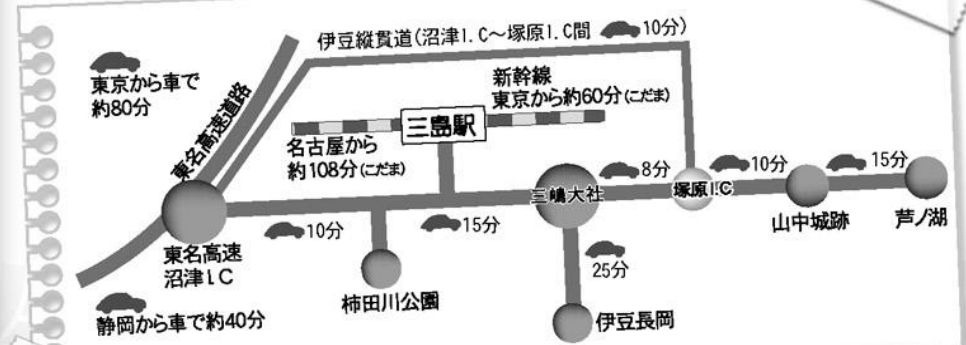 伊豆縦貫道(沼津I.C〜塚原I.C間 10分)
東京から車で
約80分
東名高速道路
新幹線
東京から約60分(こだま)
三島駅
名古屋から
約108分(こだま)
三嶋大社
8分
塚原I.C
10分
15分
山中城跡
芦ノ湖
東名高速
沼津I.C
10分
15分
柿田川公園
25分
伊豆長岡
静岡から車で約40分